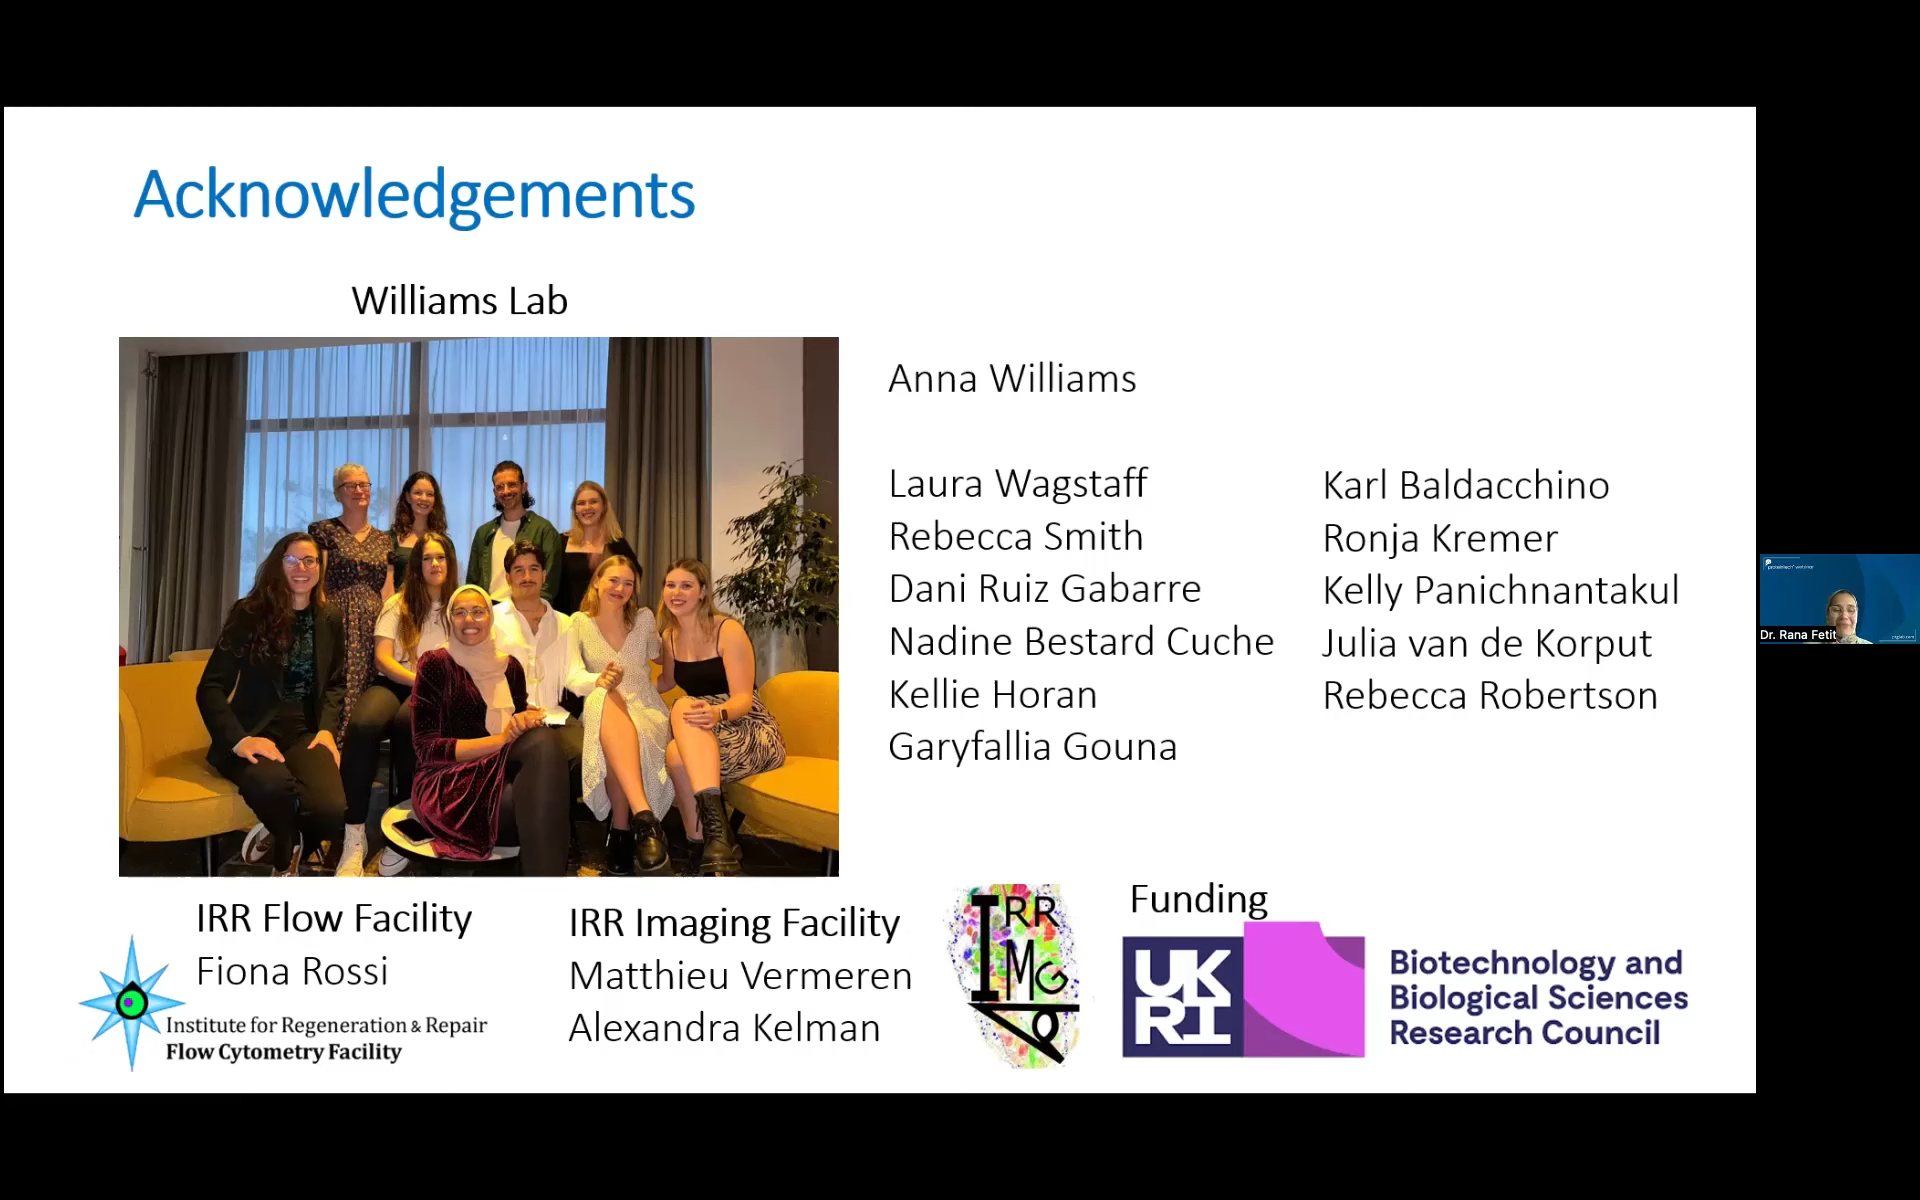 Acknowledgements
Williams Lab
Anna Williams
Laura Wagstaff
Rebecca Smith
Dani Ruiz Gabarre
Nadine Bestard Cuche
Kellie Horan
Garyfallia Gouna
Karl Baldacchino
Ronja Kremer
Kelly Panichnantakul
Julia van de Korput
Rebecca Robertson
proteintech webinar
Dr. Rana Fetit
IRR Flow Facility
Fiona Rossi
Institute for Regeneration & Repair
Flow Cytometry Facility
IRR Imaging Facility
Matthieu Vermeren
Alexandra Kelman
IRR
IMG
Funding
UK
RI
Biotechnology and
Biological Sciences
Research Council